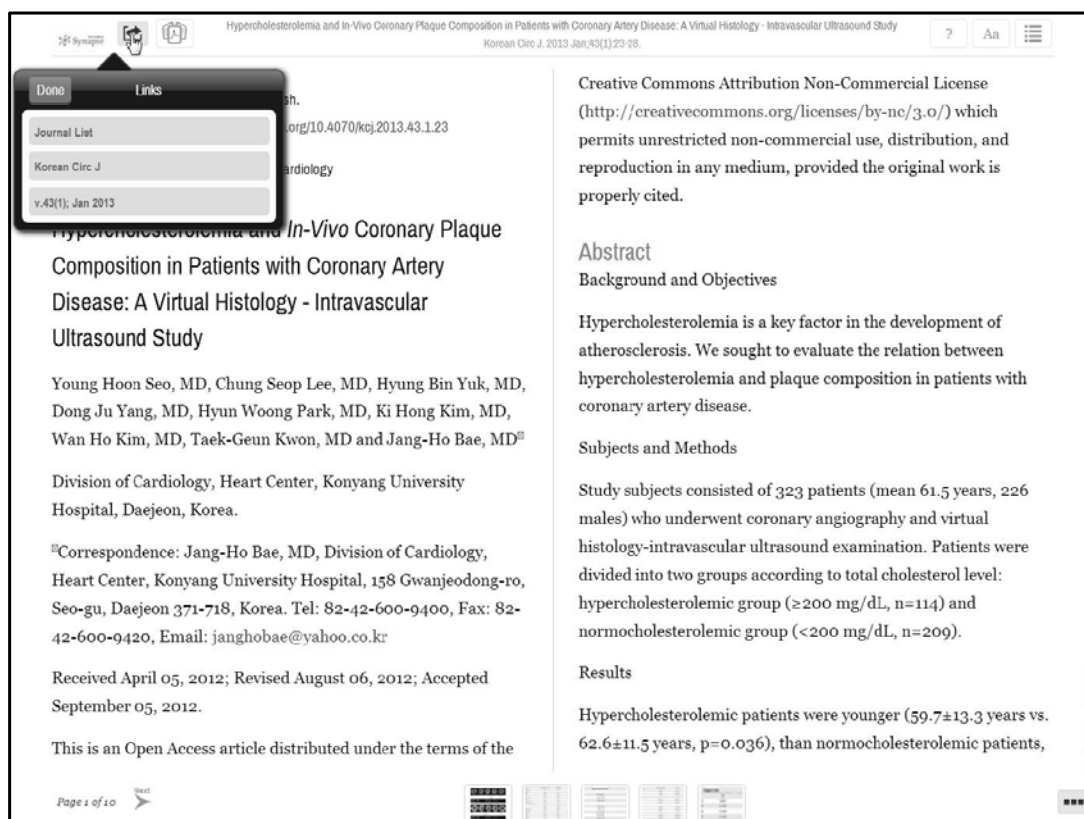 Synapse
Hypercholesterolemia and In-Vivo Coronary Plaque Composition in Patients with Coronary Artery Disease: A Virtual Histology - Intravascular Ultrasound Study
Korean Circ J. 2013 Jan;43(1):23-28.
?
Aa
Done
Links
Journal List
Korean Circ J
v.43(1); Jan 2013
sh.
.org/10.4070/kcj.2013.43.1.23
ardiology
Hypercholesterolemia and In-Vivo Coronary Plaque
Composition in Patients with Coronary Artery
Disease: A Virtual Histology - Intravascular
Ultrasound Study
Young Hoon Seo, MD, Chung Seop Lee, MD, Hyung Bin Yuk, MD,
Dong Ju Yang, MD, Hyun Woong Park, MD, Ki Hong Kim, MD,
Wan Ho Kim, MD, Taek-Geun Kwon, MD and Jang-Ho Bae, MD
Division of Cardiology, Heart Center, Konyang University
Hospital, Daejeon, Korea.
Correspondence: Jang-Ho Bae, MD, Division of Cardiology,
Heart Center, Konyang University Hospital, 158 Gwanjeodong-ro,
Seo-gu, Daejeon 371-718, Korea. Tel: 82-42-600-9400, Fax: 82-
42-600-9420, Email: janghobae@yahoo.co.kr
Received April 05, 2012; Revised August 06, 2012; Accepted
September 05, 2012.
This is an Open Access article distributed under the terms of the
Creative Commons Attribution Non-Commercial License
(http://creativecommons.org/licenses/by-nc/3.0/) which
permits unrestricted non-commercial use, distribution, and
reproduction in any medium, provided the original work is
properly cited.
Abstract
Background and Objectives
Hypercholesterolemia is a key factor in the development of
atherosclerosis. We sought to evaluate the relation between
hypercholesterolemia and plaque composition in patients with
coronary artery disease.
Subjects and Methods
Study subjects consisted of 323 patients (mean 61.5 years, 226
males) who underwent coronary angiography and virtual
histology-intravascular ultrasound examination. Patients were
divided into two groups according to total cholesterol level:
hypercholesterolemic group (≥200 mg/dL, n=114) and
normocholesterolemic group (<200 mg/dL, n=209).
Results
Hypercholesterolemic patients were younger (59.7±13.3 years vs.
62.6±11.5 years, p=0.036), than normocholesterolemic patients,
Page 1 of 10
Next